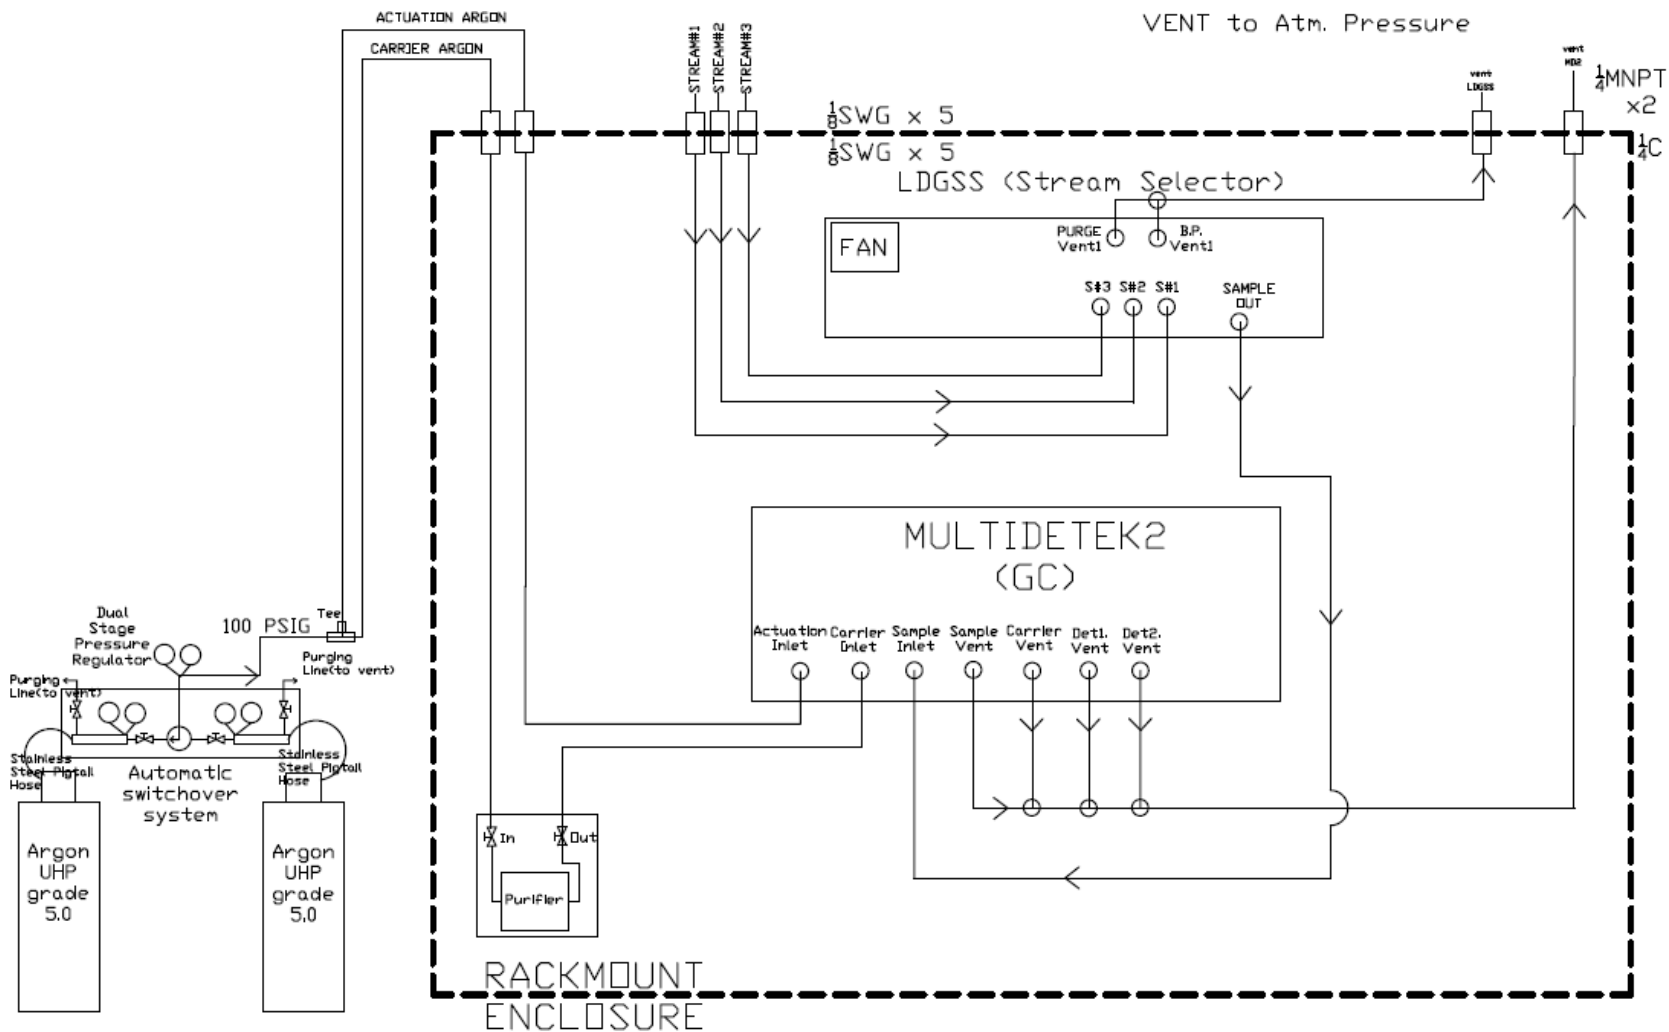 ACTUATION ARGON
CARRIER ARGON
STREAM#1
STREAM#2
STREAM#3
VENT to Atm. Pressure
vent
LDGSS
vent
MD2
1/4MNPT
x2
1/4C
1/8SWG x 5
1/8SWG x 5
LDGSS (Stream Selector)
FAN
PURGE
Vent1
B.P.
Vent1
S#3
S#2
S#1
SAMPLE
OUT
MULTIDETEK2
(GC)
Actuation
Inlet
Carrier
Inlet
Sample
Inlet
Sample
Vent
Carrier
Vent
Det1.
Vent
Det2.
Vent
Dual
Stage
Pressure
Regulator
100 PSIG
Tee
Purging
Line(to vent)
Purging
Line(to vent)
Stainless
Steel Pigtail
Hose
Stainless
Steel Pigtail
Hose
Automatic
switchover
system
Argon
UHP
grade
5.0
Argon
UHP
grade
5.0
In
Out
Purifier
RACKMOUNT
ENCLOSURE